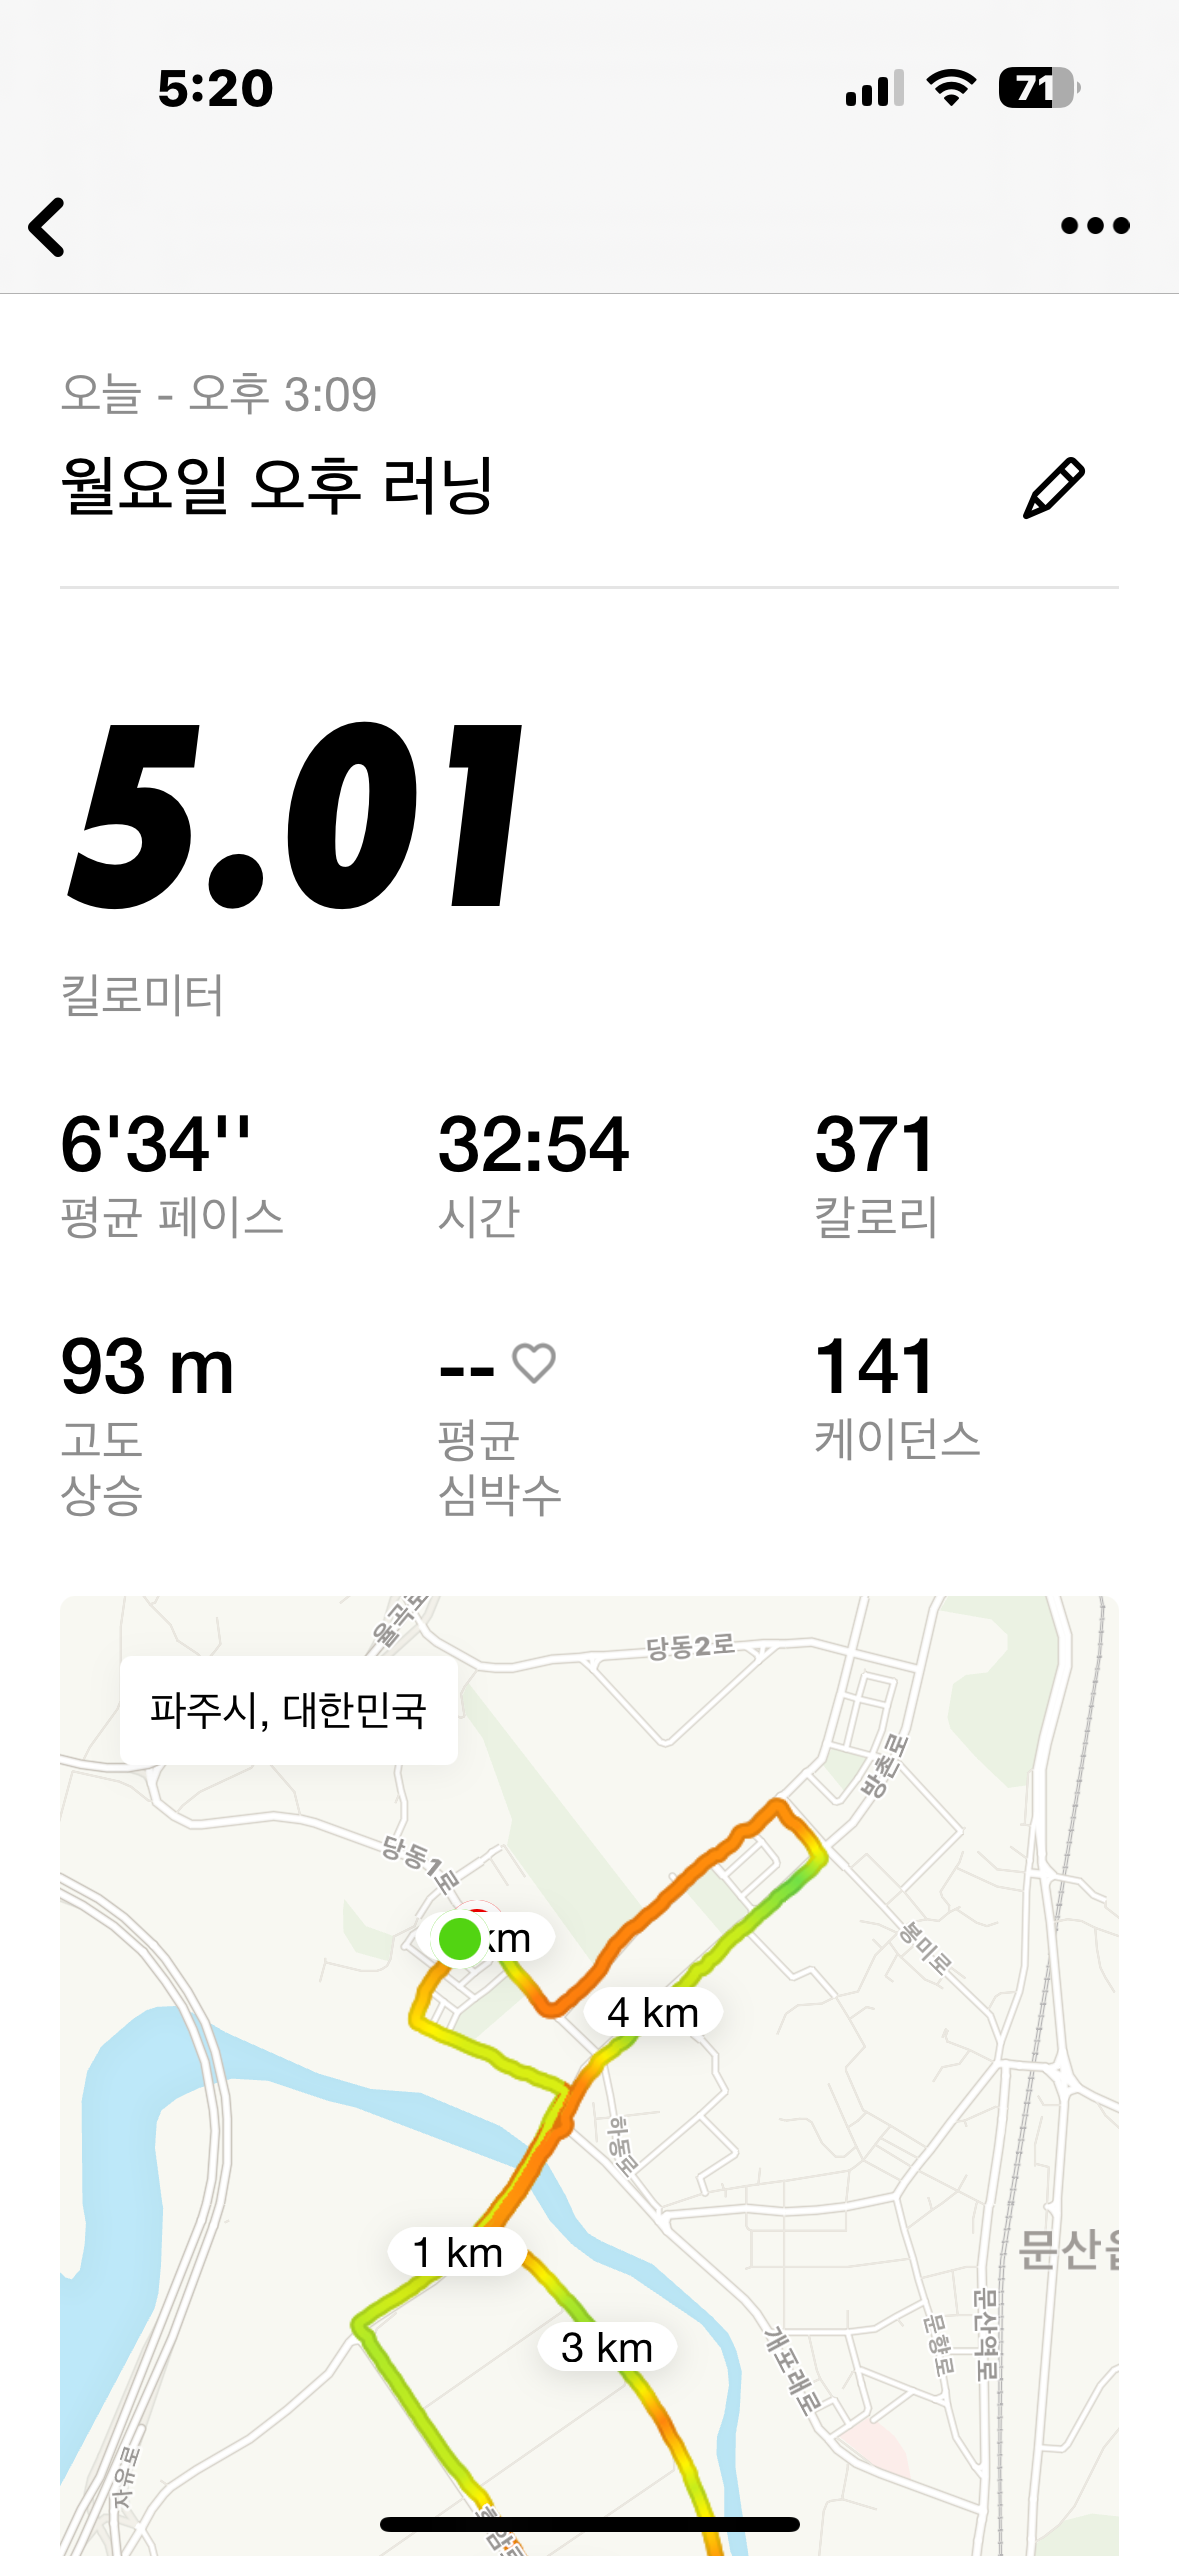 5:20
71
오늘 - 오후 3:09
월요일 오후 러닝
5.01
킬로미터
6'34''
32:54
371
평균 페이스
시간
칼로리
93 m
--
141
고도
상승
평균
심박수
케이던스
율곡로
당동2로
파주시, 대한민국
방촌로
당동1로
km
봉미로
4 km
하동로
1 km
문산읍
3 km
개포래로
문향로
문산역로
자유로